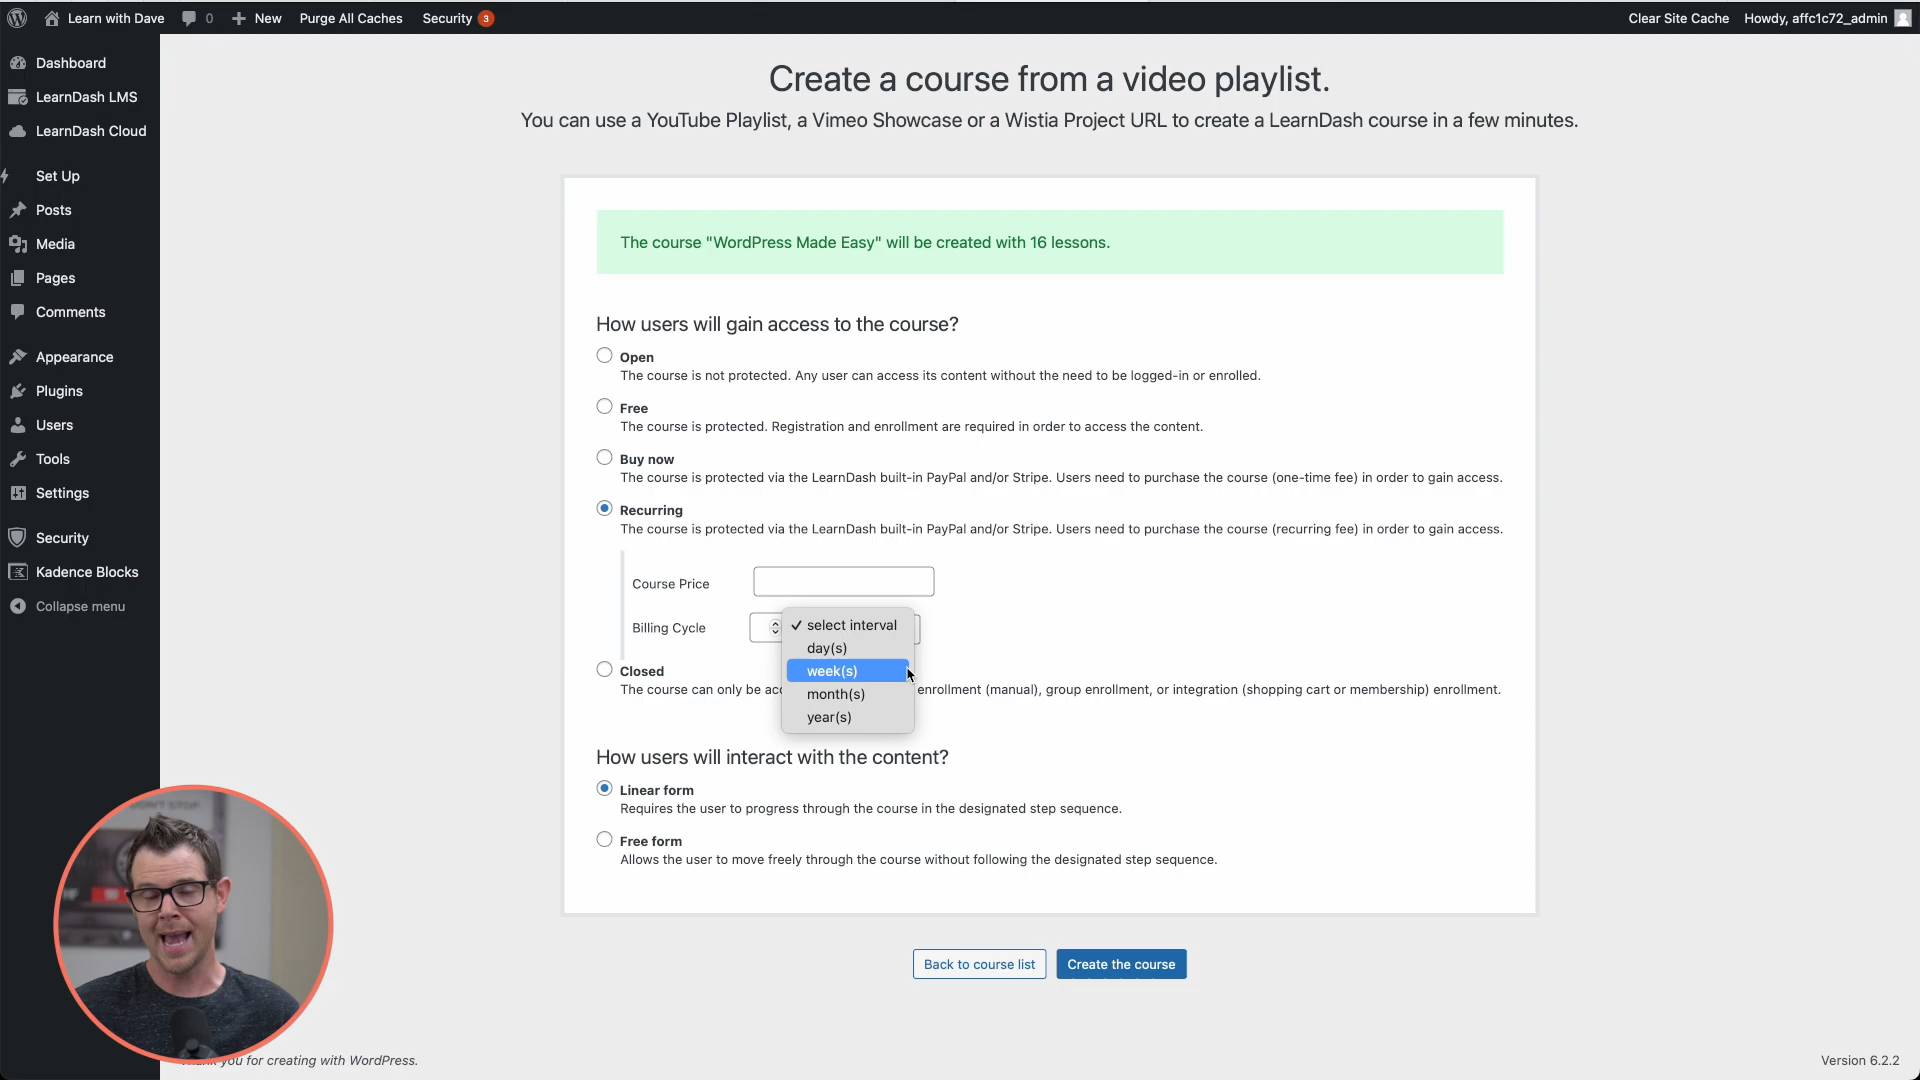 Learn with Dave 0 New Purge All Caches Security 3 Clear Site Cache Howdy, affc1c72_admin
Dashboard
LearnDash LMS
LearnDash Cloud
Set Up
Posts
Media
Pages
Comments
Appearance
Plugins
Users
Tools
Settings
Security
Kadence Blocks
Collapse menu
Create a course from a video playlist.
You can use a YouTube Playlist, a Vimeo Showcase or a Wistia Project URL to create a LearnDash course in a few minutes.
The course "WordPress Made Easy" will be created with 16 lessons.
How users will gain access to the course?
Open
The course is not protected. Any user can access its content without the need to be logged-in or enrolled.
Free
The course is protected. Registration and enrollment are required in order to access the content.
Buy now
The course is protected via the LearnDash built-in PayPal and/or Stripe. Users need to purchase the course (one-time fee) in order to gain access.
Recurring
The course is protected via the LearnDash built-in PayPal and/or Stripe. Users need to purchase the course (recurring fee) in order to gain access.
Course Price
Billing Cycle
select interval
day(s)
week(s)
month(s)
year(s)
Closed
The course can only be enrollment (manual), group enrollment, or integration (shopping cart or membership) enrollment.
How users will interact with the content?
Linear form
Requires the user to progress through the course in the designated step sequence.
Free form
Allows the user to move freely through the course without following the designated step sequence.
Back to course list Create the course
you for creating with WordPress. Version 6.2.2